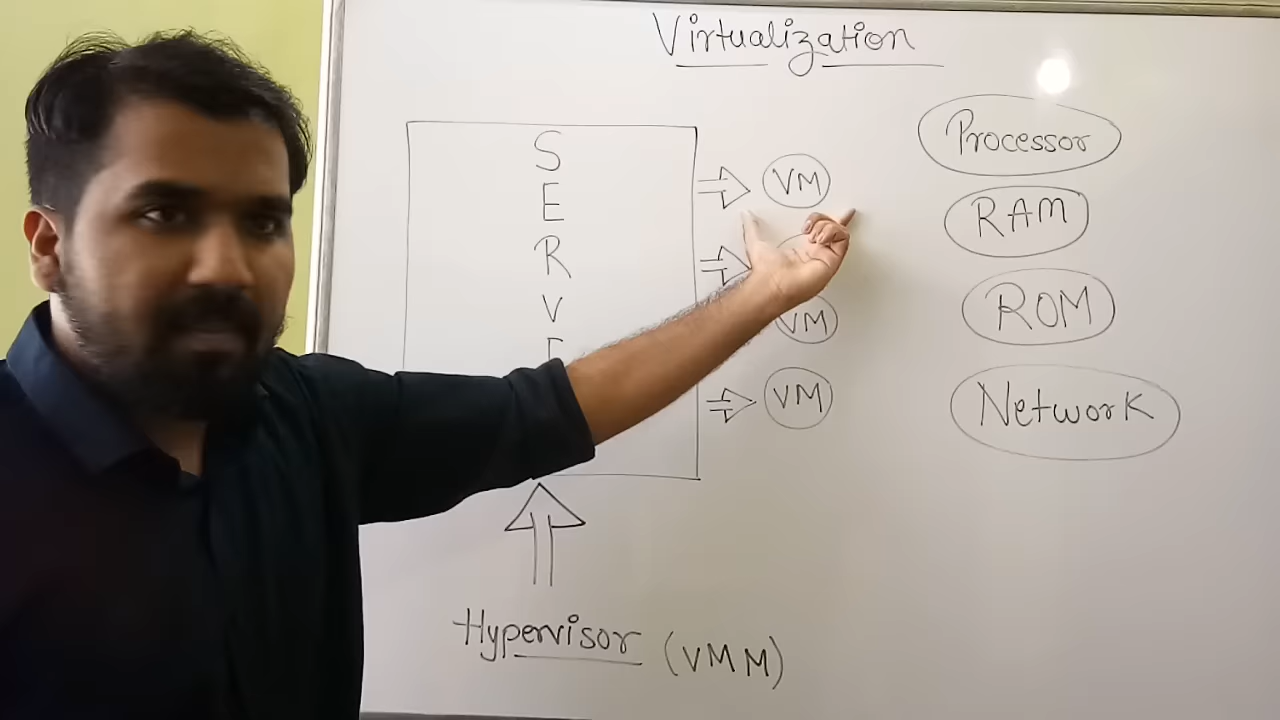 Virtualization
S
E
R
V
VM
VM
VM
Processor
RAM
ROM
Network
Hypervisor (VMM)